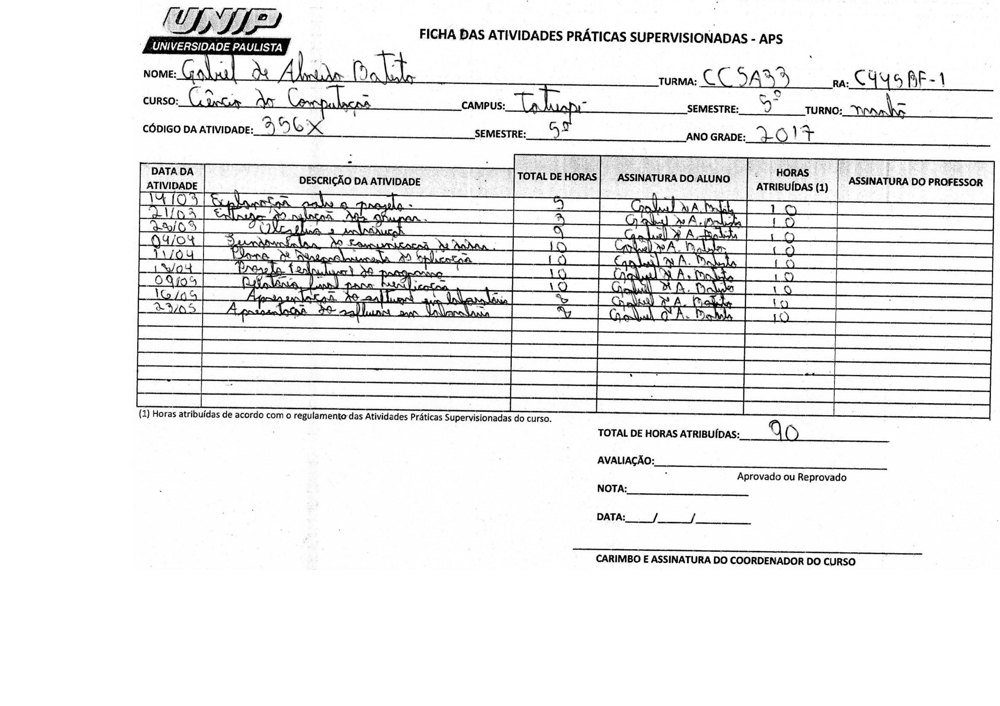 UNIP
UNIVERSIDADE PAULISTA
FICHA DAS ATIVIDADES PRÁTICAS SUPERVISIONADAS - APS
NOME: Gabriel de Almeida Batista TURMA: CC5A33 RA: C4459BF-1
CURSO: Ciência da Computação CAMPUS: Tatuapé SEMESTRE: 5º TURNO: manhã
CÓDIGO DA ATIVIDADE: 356X SEMESTRE: 5º ANO GRADE: 2017
DATA DA ATIVIDADE DESCRIÇÃO DA ATIVIDADE TOTAL DE HORAS ASSINATURA DO ALUNO HORAS ATRIBUÍDAS (1) ASSINATURA DO PROFESSOR
14/03 Explanação sobre o projeto. 5 Gabriel de A. Batista 10
21/03 Entrega da relação dos grupos. 3 Gabriel de A. Batista 10
28/03 Objetivo e introdução 9 Gabriel de A. Batista 10
04/04 Fundamentos da comunicação de dados. 10 Gabriel de A. Batista 10
11/04 Plano de desenvolvimento da aplicação 10 Gabriel de A. Batista 10
18/04 Projeto (estrutura) do programa 10 Gabriel de A. Batista 10
09/05 Relatório final para verificação 10 Gabriel de A. Batista 10
16/05 Apresentação do software em laboratório 8 Gabriel de A. Batista 10
23/05 Apresentação do software em laboratório 8 Gabriel de A. Batista 10
(1) Horas atribuídas de acordo com o regulamento das Atividades Práticas Supervisionadas do curso.
TOTAL DE HORAS ATRIBUÍDAS: 90
AVALIAÇÃO:
Aprovado ou Reprovado
NOTA:
DATA: / /
CARIMBO E ASSINATURA DO COORDENADOR DO CURSO